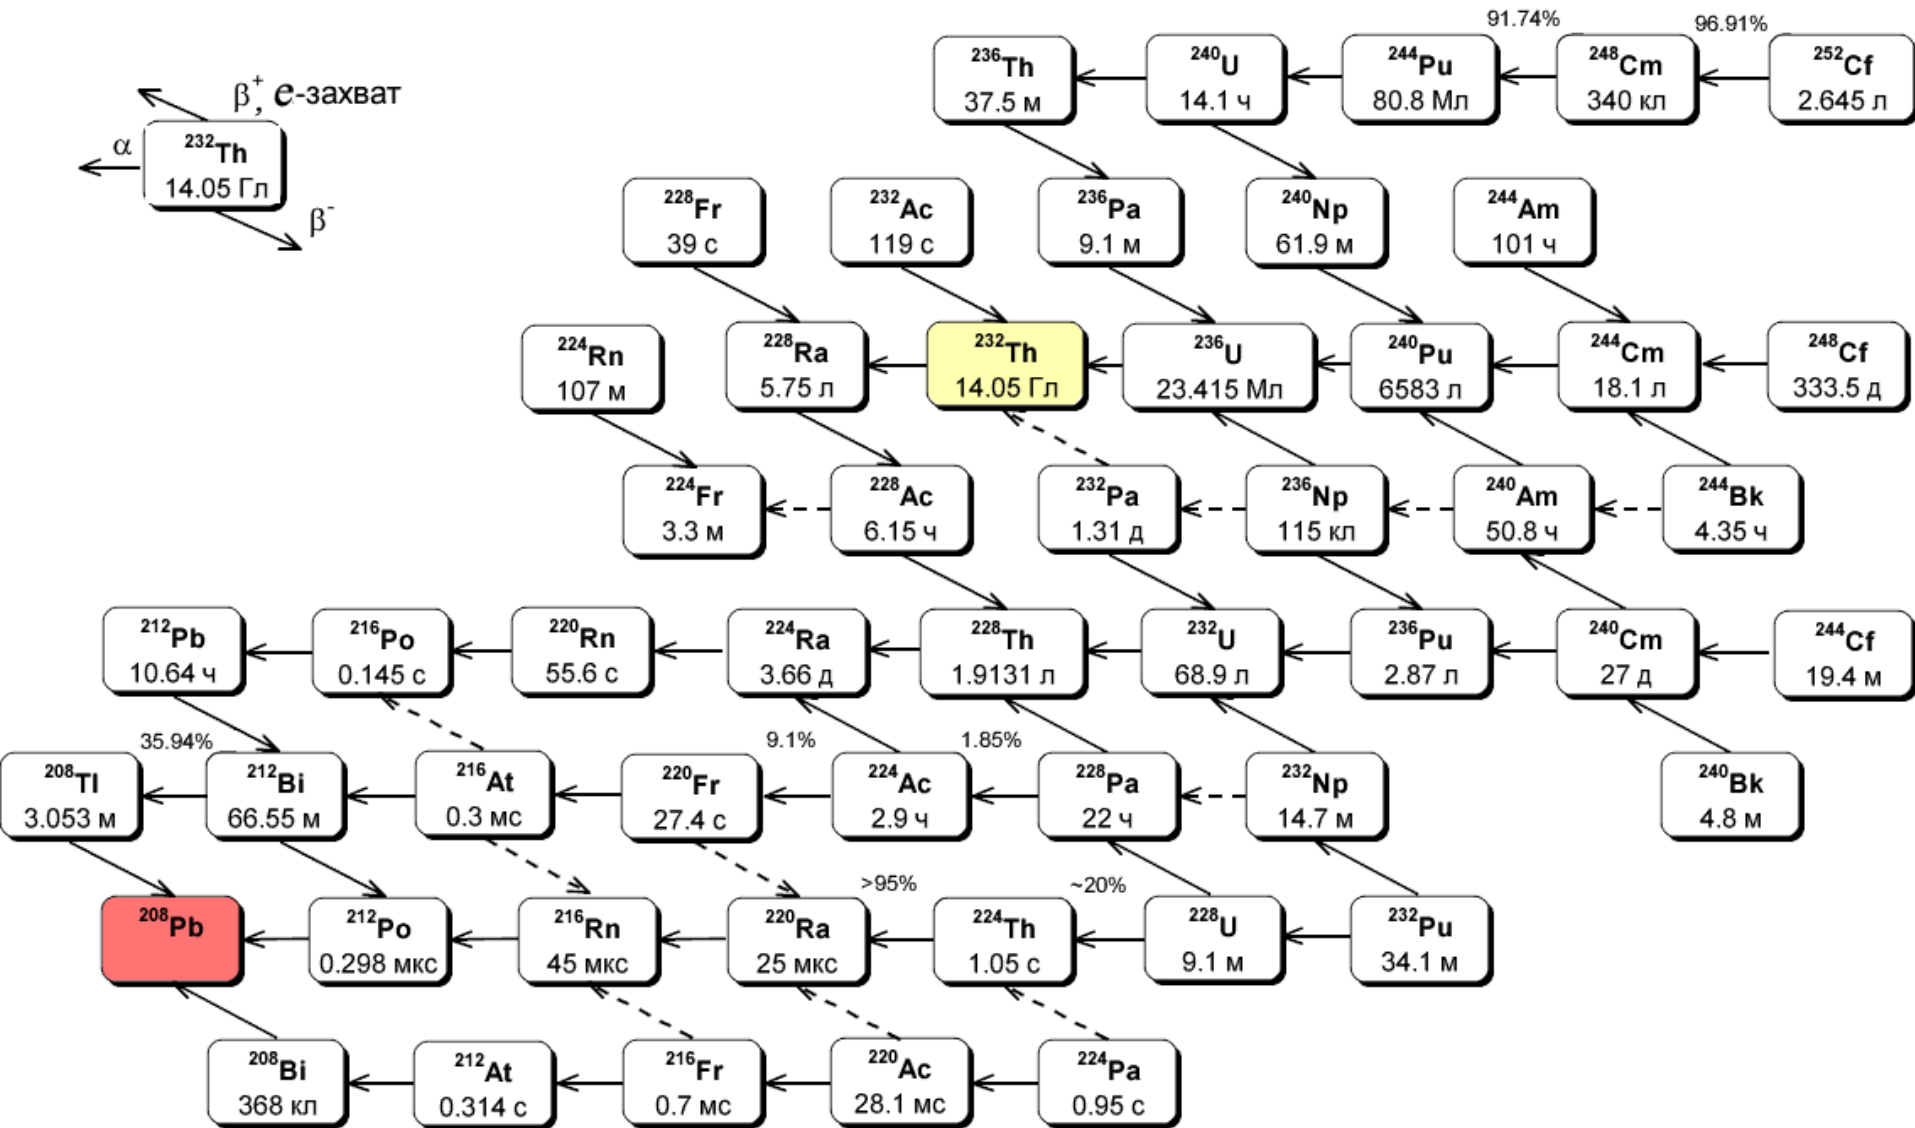 91.74%
96.91%
236Th
37.5 м
240U
14.1 ч
244Pu
80.8 Мл
248Cm
340 кл
252Cf
2.645 л
β+, e-захват
α
232Th
14.05 Гл
β-
228Fr
39 с
232Ac
119 с
236Pa
9.1 м
240Np
61.9 м
244Am
101 ч
224Rn
107 м
228Ra
5.75 л
232Th
14.05 Гл
236U
23.415 Мл
240Pu
6583 л
244Cm
18.1 л
248Cf
333.5 д
224Fr
3.3 м
228Ac
6.15 ч
232Pa
1.31 д
236Np
115 кл
240Am
50.8 ч
244Bk
4.35 ч
212Pb
10.64 ч
216Po
0.145 с
220Rn
55.6 с
224Ra
3.66 д
228Th
1.9131 л
232U
68.9 л
236Pu
2.87 л
240Cm
27 д
244Cf
19.4 м
35.94%
9.1%
1.85%
208Tl
3.053 м
212Bi
66.55 м
216At
0.3 мс
220Fr
27.4 с
224Ac
2.9 ч
228Pa
22 ч
232Np
14.7 м
240Bk
4.8 м
>95%
~20%
208Pb
212Po
0.298 мкс
216Rn
45 мкс
220Ra
25 мкс
224Th
1.05 с
228U
9.1 м
232Pu
34.1 м
208Bi
368 кл
212At
0.314 с
216Fr
0.7 мс
220Ac
28.1 мс
224Pa
0.95 с